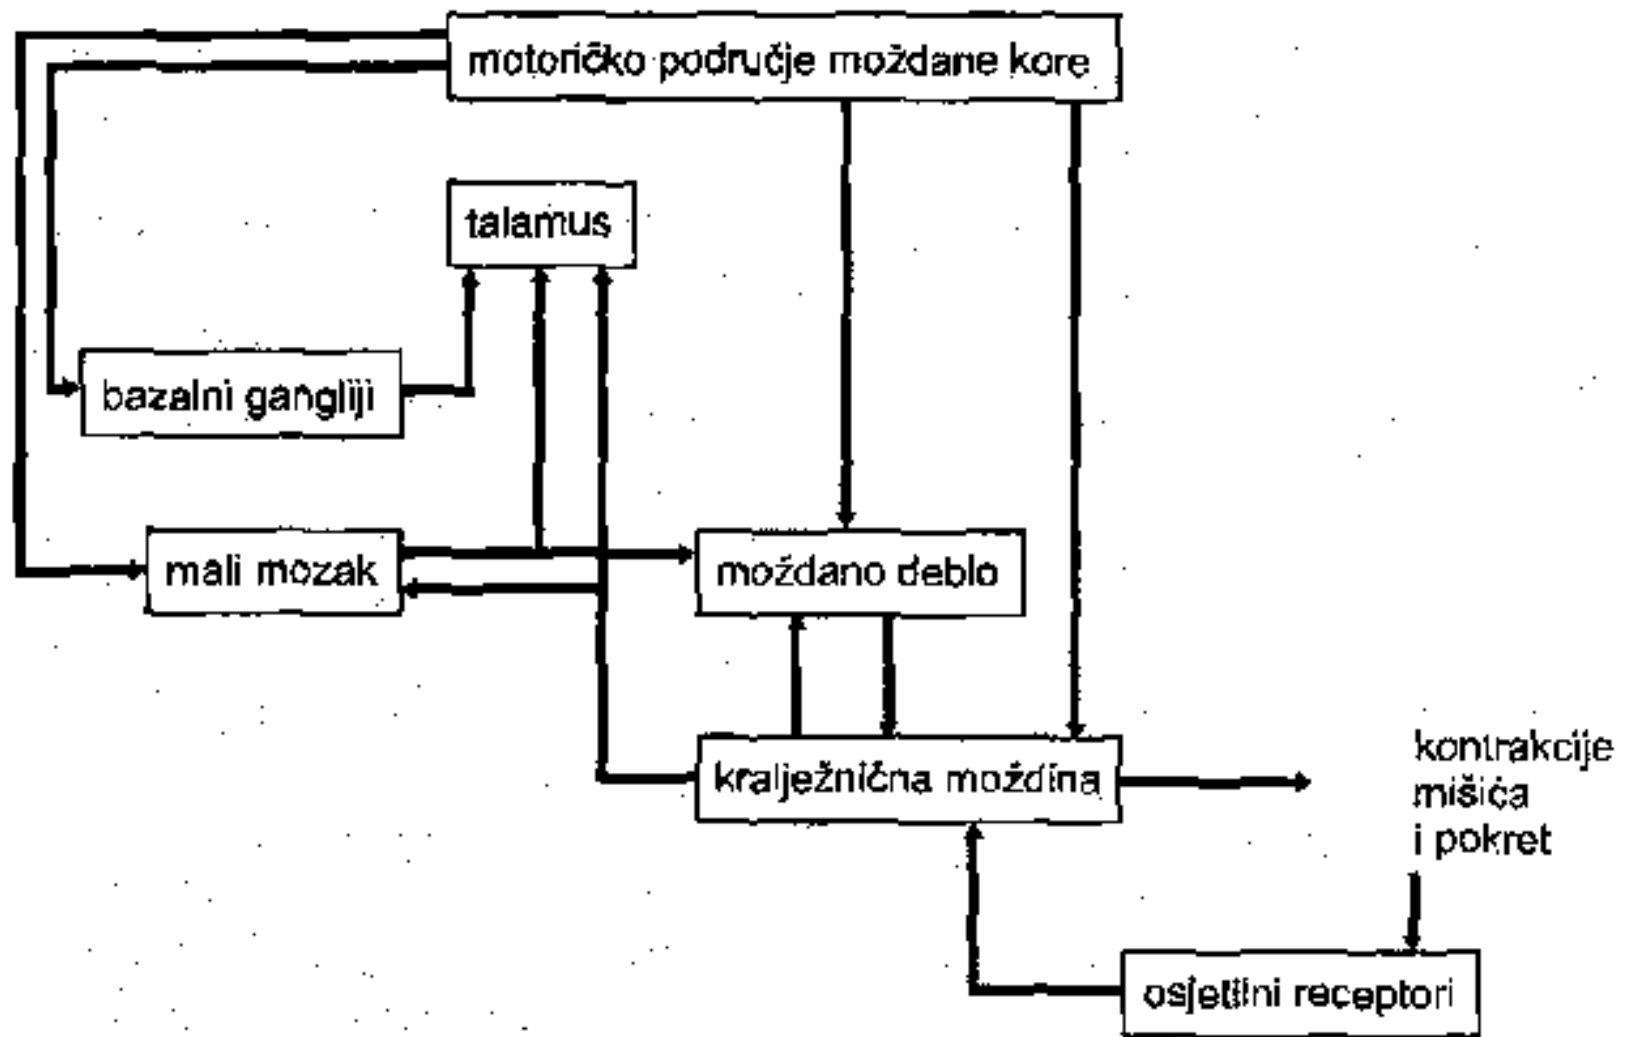 motoričko područje moždane kore
talamus
bazalni gangliji
mali mozak
moždano deblo
kralježnična moždina
kontrakcije
mišića
i pokret
osjetilni receptori